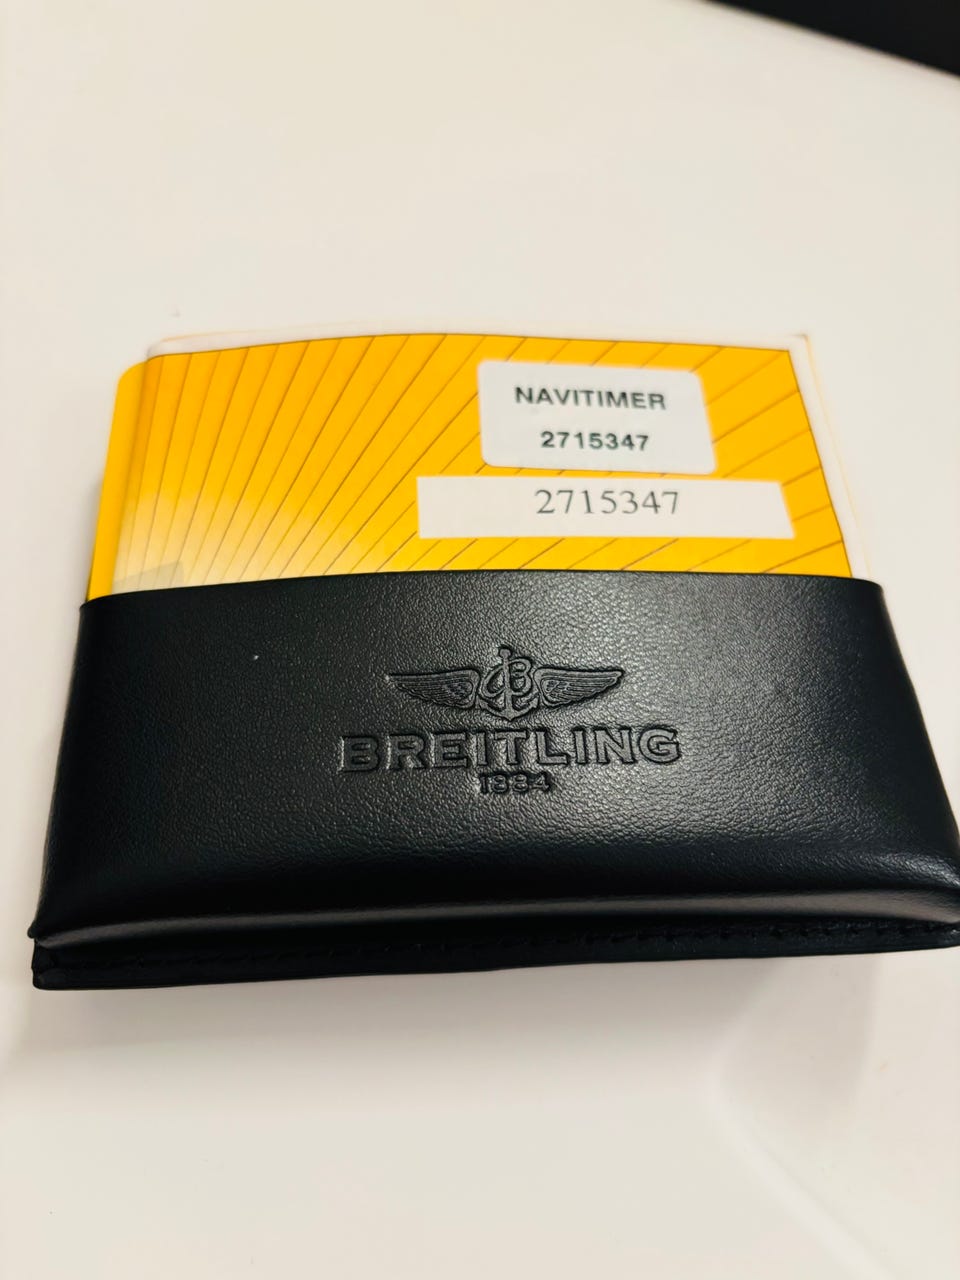 NAVITIMER
2715347
2715347
B
BREITLING
1884